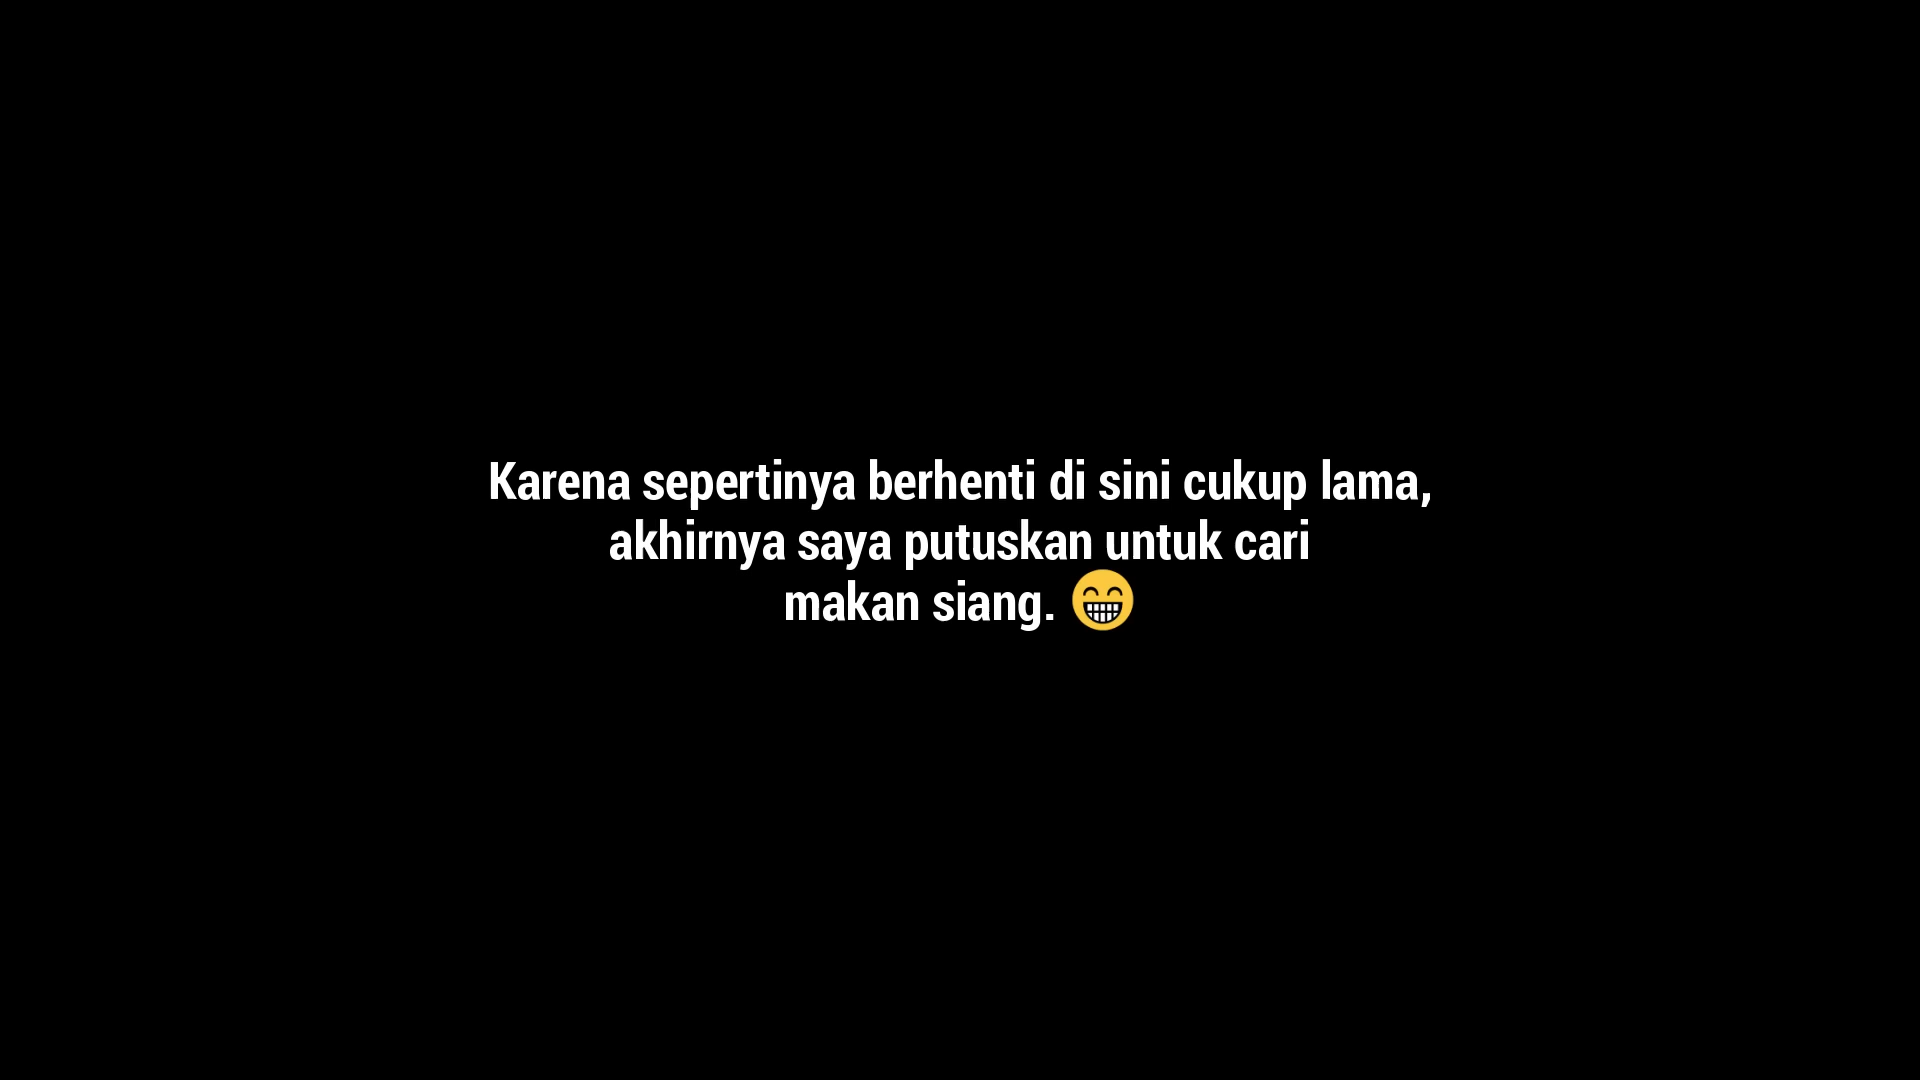 Karena sepertinya berhenti di sini cukup lama,
akhirnya saya putuskan untuk cari
makan siang. 😁